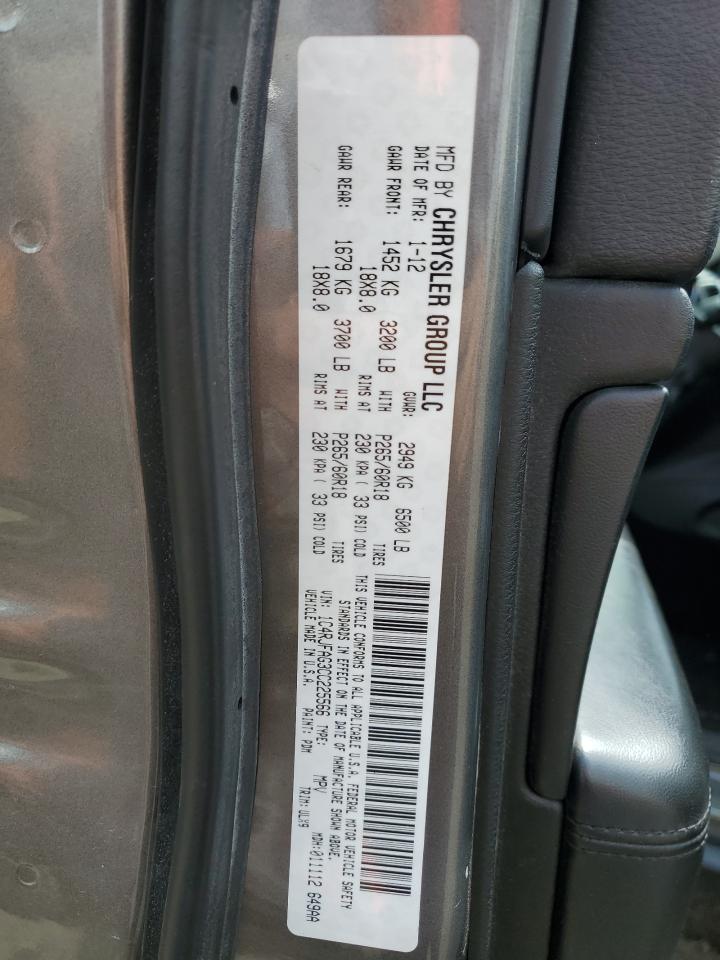 MFD BY CHRYSLER GROUP LLC
DATE OF MFR: 1-12 GVWR: 2949 KG 6500 LB
GAWR FRONT: 1452 KG 3200 LB WITH P265/60R18 TIRES
18X8.0 RIMS AT 230 KPA ( 33 PSI) COLD
GAWR REAR: 1679 KG 3700 LB WITH P265/60R18 TIRES
18X8.0 RIMS AT 230 KPA ( 33 PSI) COLD
THIS VEHICLE CONFORMS TO ALL APPLICABLE U.S.A. FEDERAL MOTOR VEHICLE SAFETY
STANDARDS IN EFFECT ON THE DATE OF MANUFACTURE SHOWN ABOVE.
VIN: 1C4RJFAG3CC225566 TYPE: MPV MDH:011112 649AA
VEHICLE MADE IN U.S.A. PAINT: PDM TRIM: ULX9